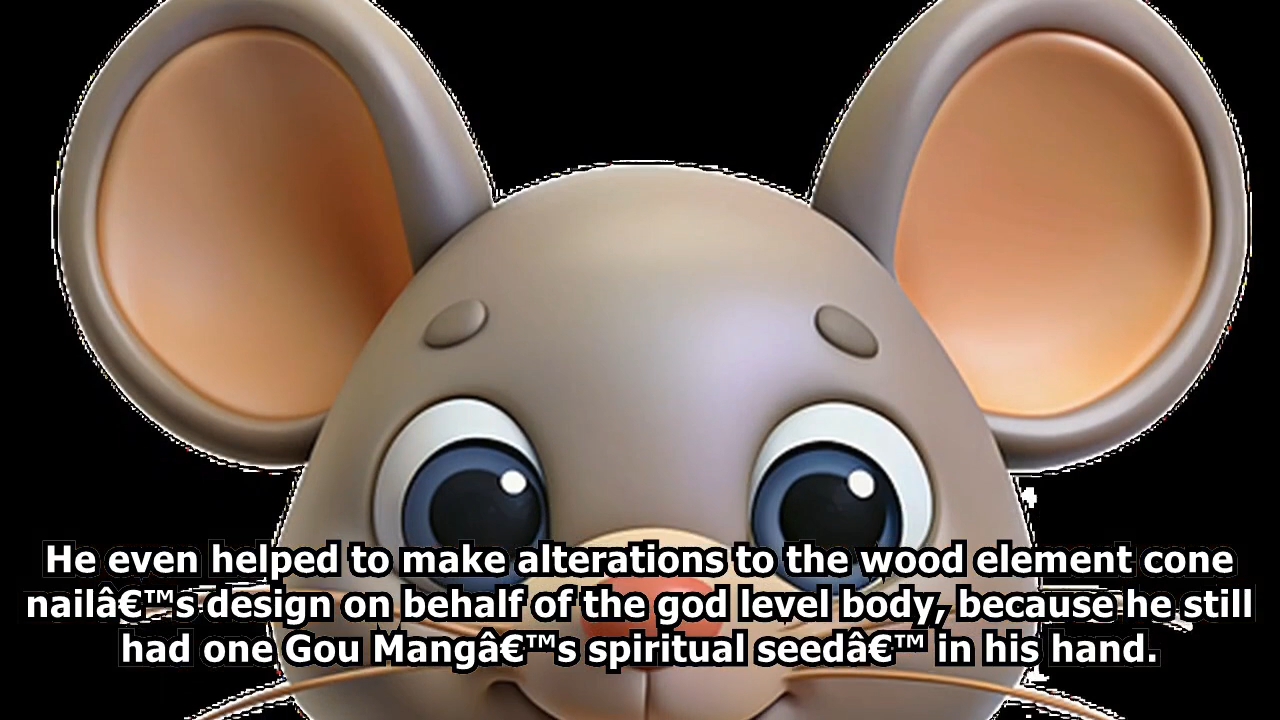 He even helped to make alterations to the wood element cone
nailâ€™s design on behalf of the god level body, because he still
had one Gou Mangâ€™s spiritual seedâ€™ in his hand.